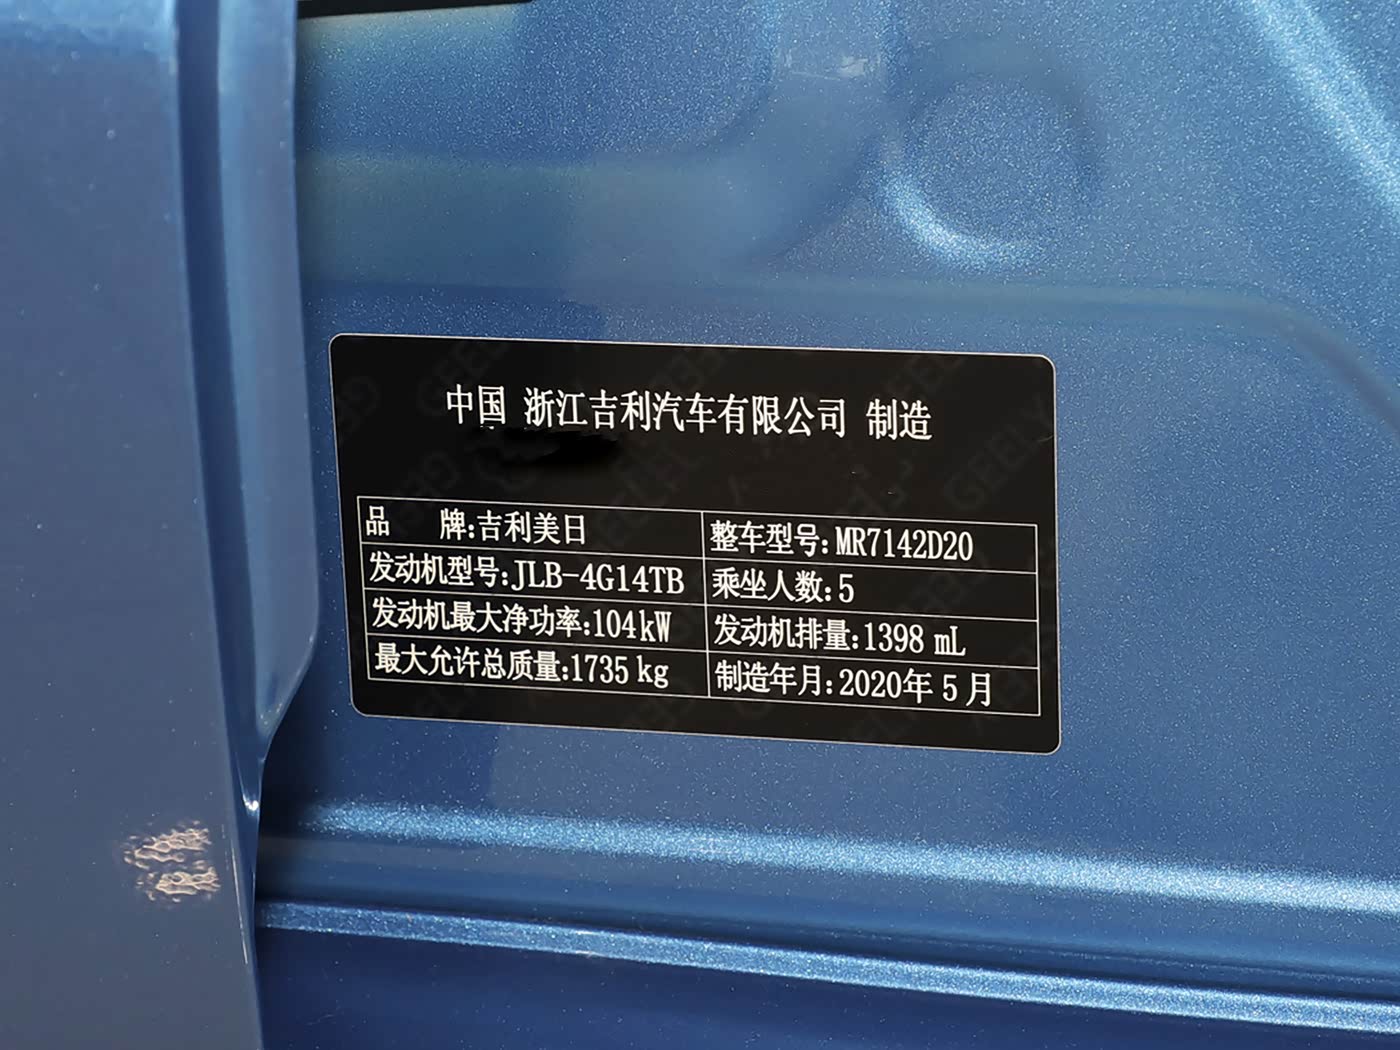 中国 浙江吉利汽车有限公司 制造
品 牌:吉利美日 整车型号:MR7142D20
发动机型号:JLB-4G14TB 乘坐人数:5
发动机最大净功率:104kW 发动机排量:1398 mL
最大允许总质量:1735 kg 制造年月:2020年 5 月